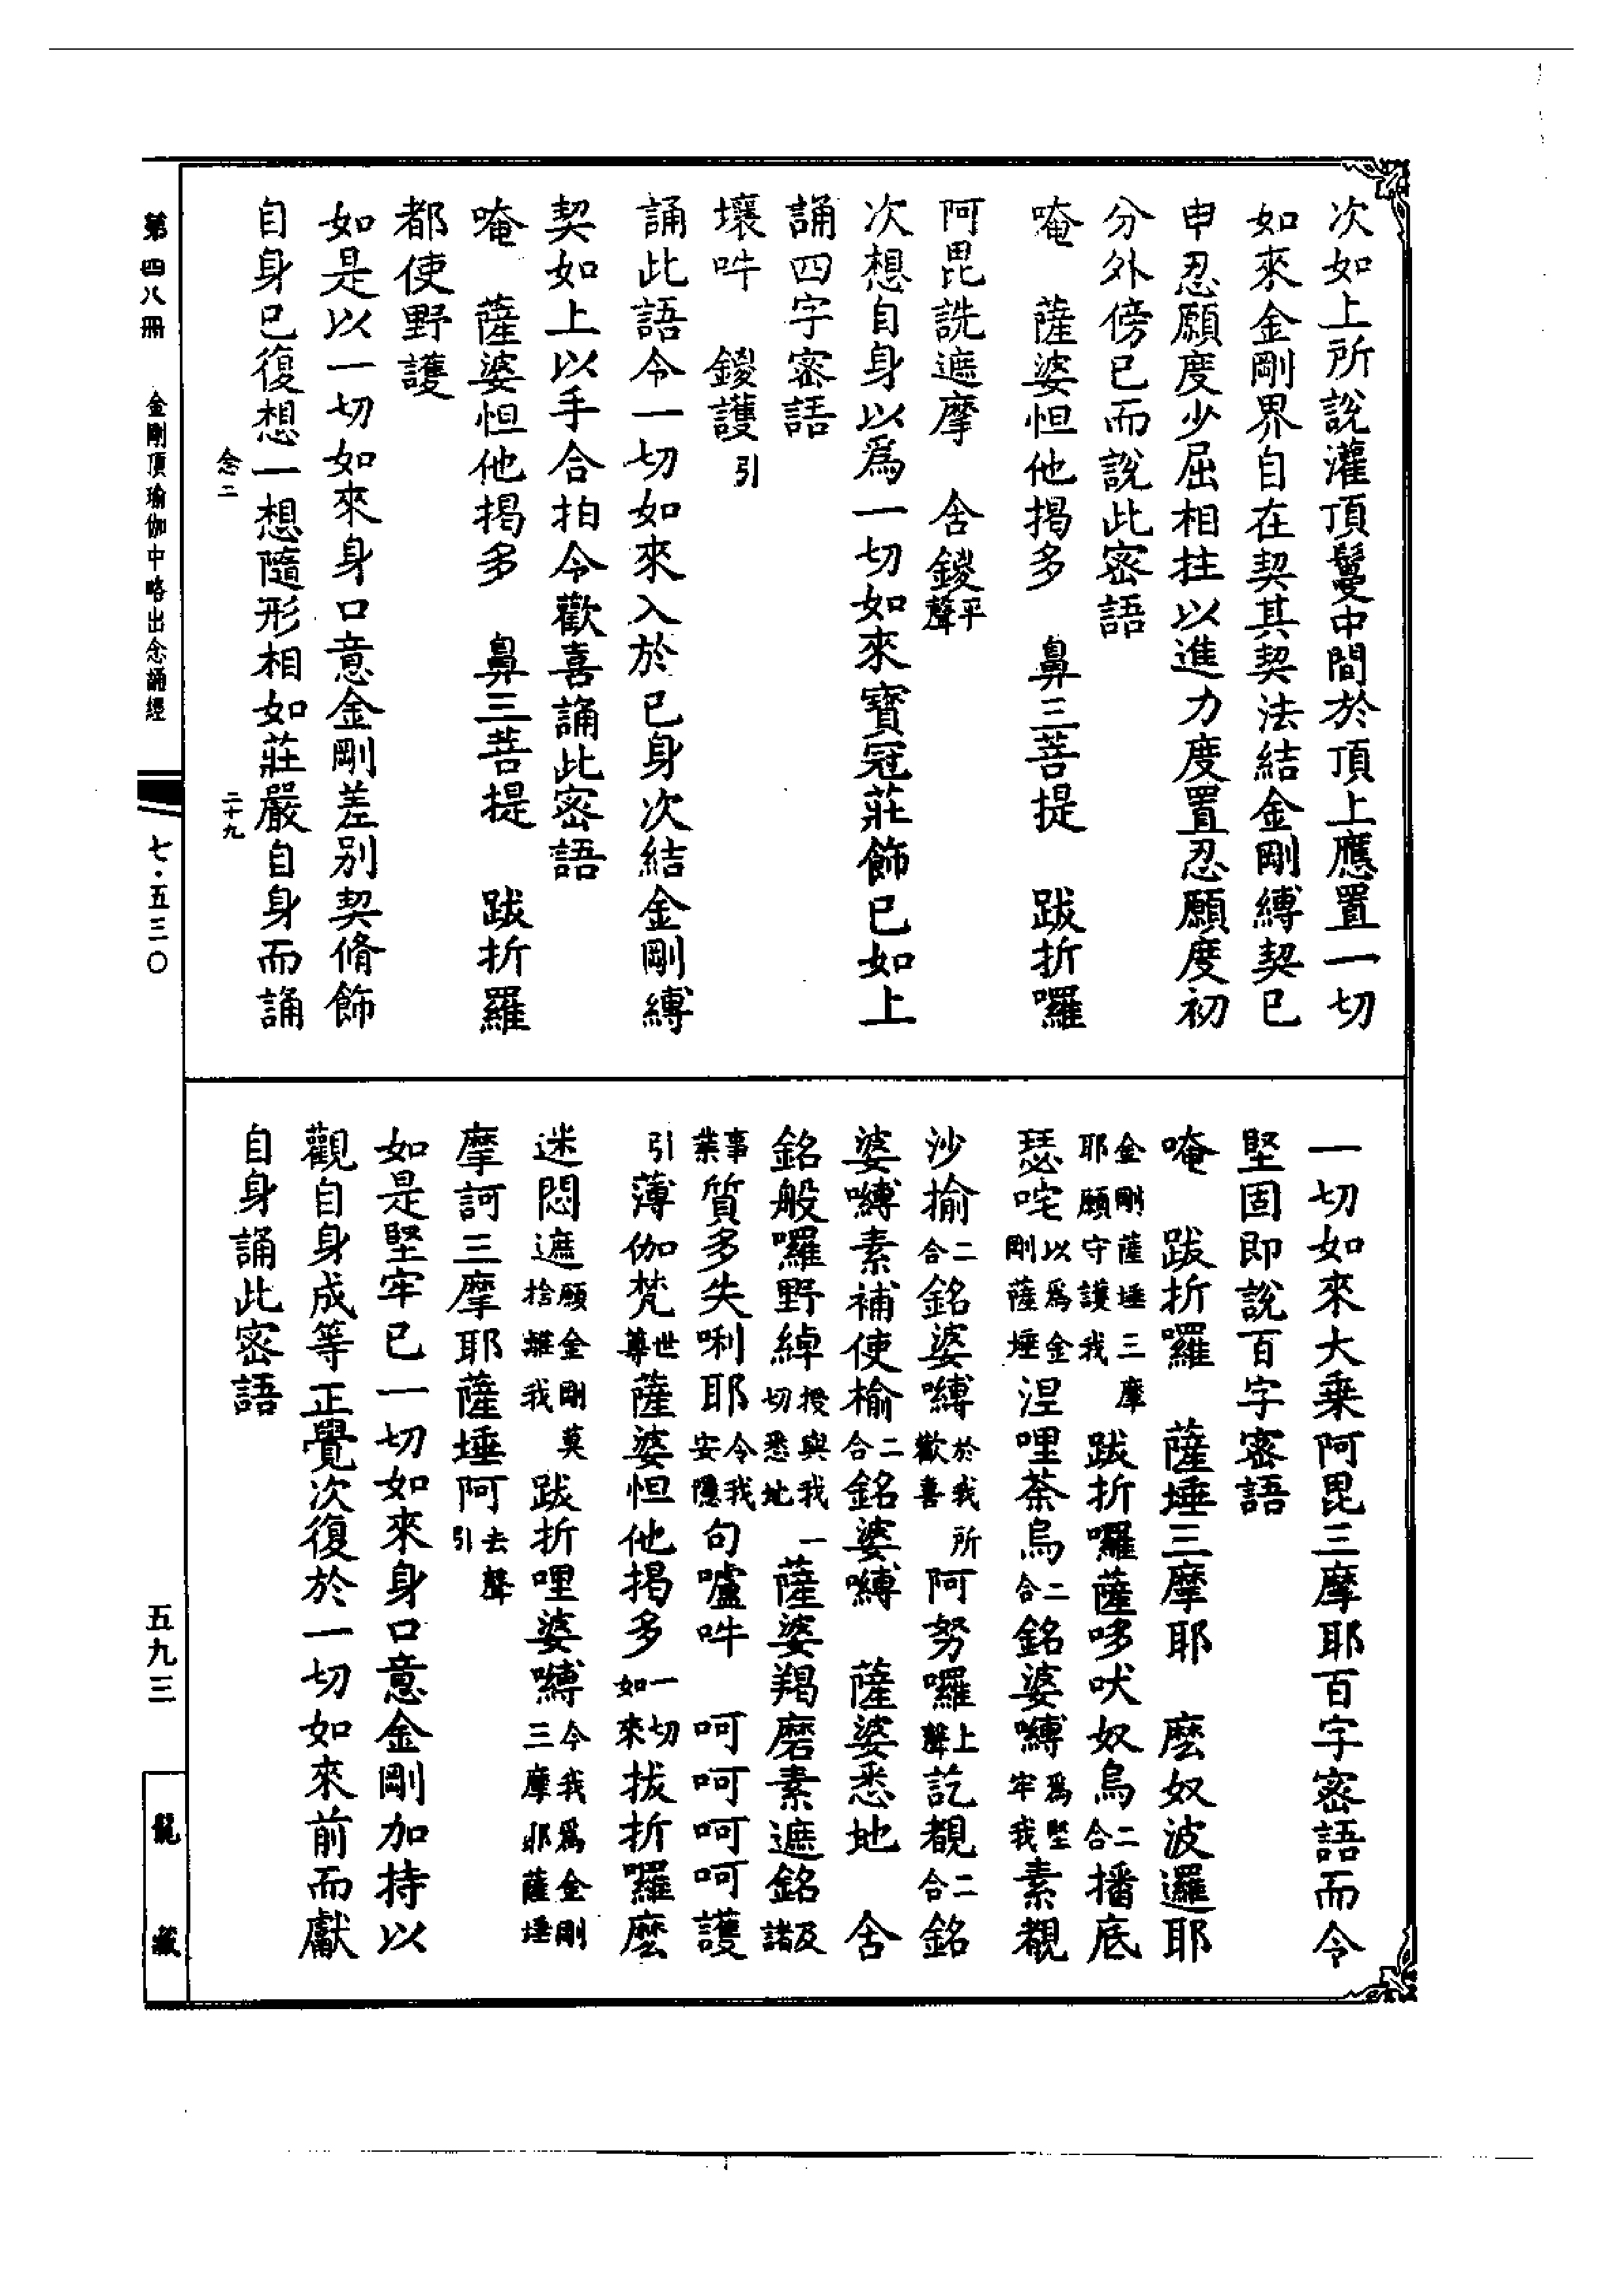 次如上所說灌頂鬘中間於頂上應置一切
如來金剛界自在契其契法結金剛縛契已
申忍願度少屈相拄以進力度置忍願度初
分外傍已而說此密語
唵　薩婆怛他揭多　鼻三菩提　跋折囉
阿毘詵遮摩　含鑁平聲
次想自身以為一切如來寶冠莊飾已如上
誦四字密語
壤吽　鑁護引
誦此語令一切如來入於已身次結金剛縛
契如上以手合拍令歡喜誦此密語
唵　薩婆怛他揭多　鼻三菩提　跋折羅
都使野護
如是以一切如來身口意金剛差別契脩飾
自身已復想一想隨形相如莊嚴自身而誦
一切如來大乘阿毘三摩耶百字密語而令
堅固即說百字密語
唵　跋折羅　薩埵三摩耶　麼奴波邏耶
金剛薩埵三摩耶願守護我　跋折囉薩哆吠奴烏二合播底
瑟咤以為金剛薩埵涅哩荼烏二合銘婆嚩為堅牢我素覩
沙揄二合銘婆嚩於我所歡喜　阿努囉上聲訖覩二合銘
婆嚩素補使榆二合銘婆嚩　薩婆悉地　含
銘般囉野綽授與我一切悉地　薩婆羯磨素遮銘及諸
事業質多失唎耶令我安隱句嚧吽　呵呵呵呵護
引薄伽梵世尊薩婆怛他揭多一切如來拔折囉麼
迷悶遮願金剛莫捨離我　跋折哩婆嚩令我為金剛三摩耶薩埵
摩訶三摩耶薩埵阿去聲引
如是堅牢已一切如來身口意金剛加持以
觀自身成等正覺次復於一切如來前而獻
自身誦此密語
念二
二十九
第四八冊
金剛頂瑜伽中略出念誦經
七·五三〇
五九三
龍藏